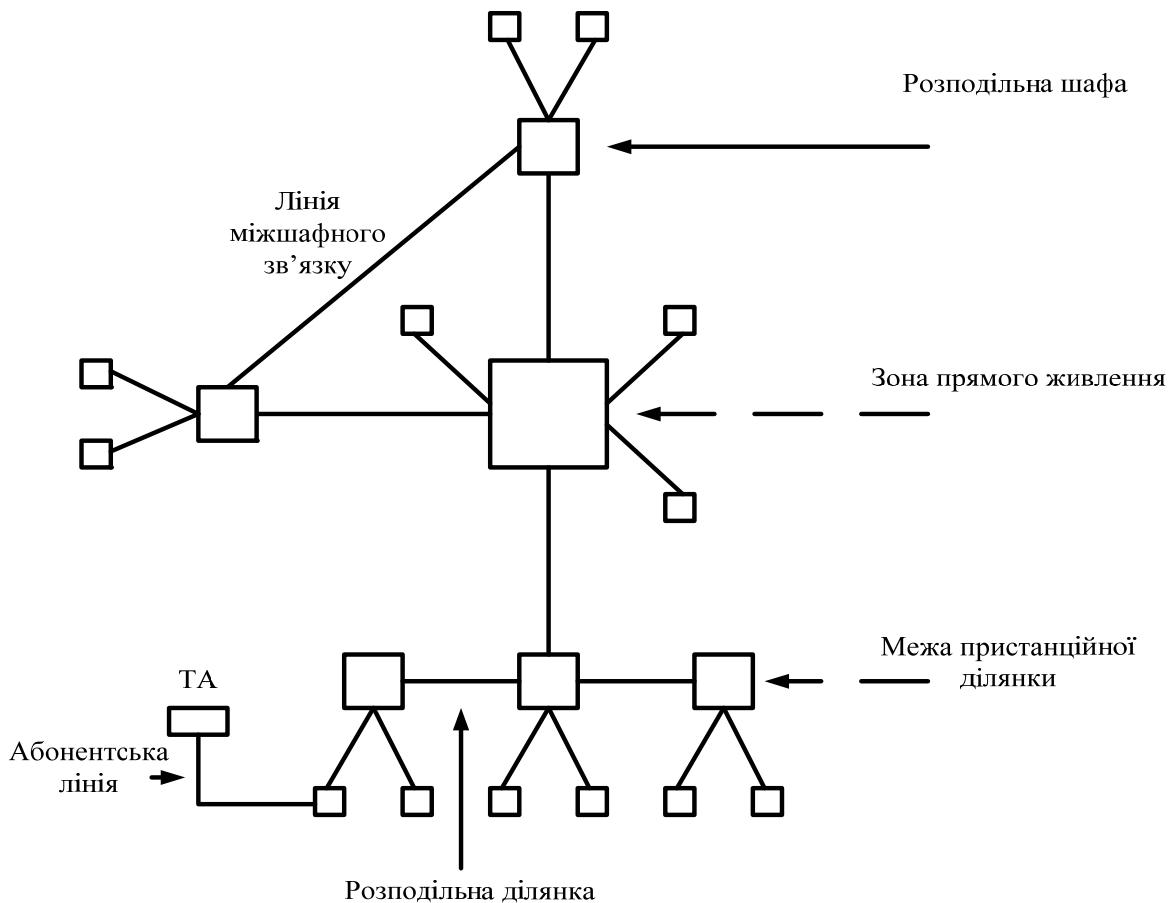 Розподільна шафа
Лінія
міжшафного
зв’язку
Зона прямого живлення
Межа пристанційної
ділянки
ТА
Абонентська
лінія
Розподільна ділянка